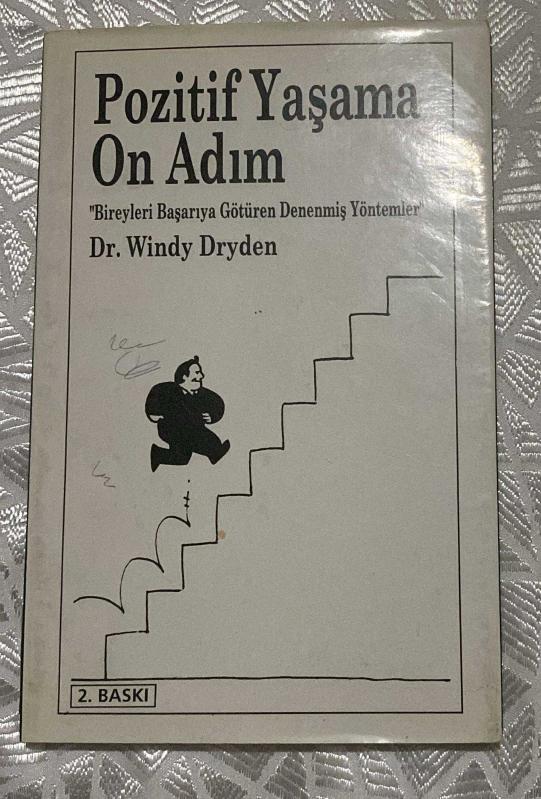 Pozitif Yaşama
On Adım
"Bireyleri Başarıya Götüren Denenmiş Yöntemler"
Dr. Windy Dryden
2. BASKI